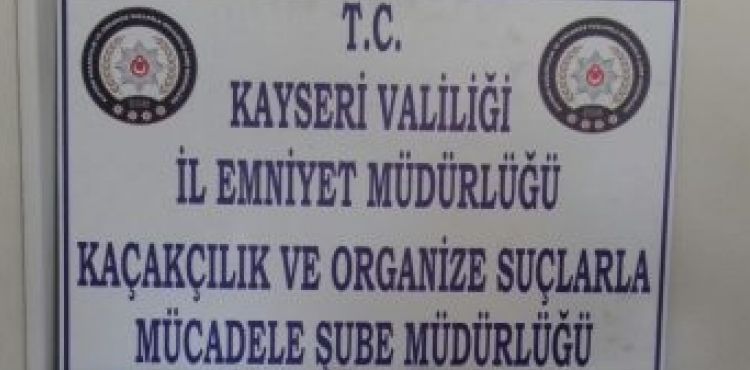 T.C.
KAYSERİ VALİLİĞİ
İL EMNİYET MÜDÜRLÜĞÜ
KAÇAKÇILIK VE ORGANİZE SUÇLARLA
MÜCADELE ŞUBE MÜDÜRLÜĞÜ